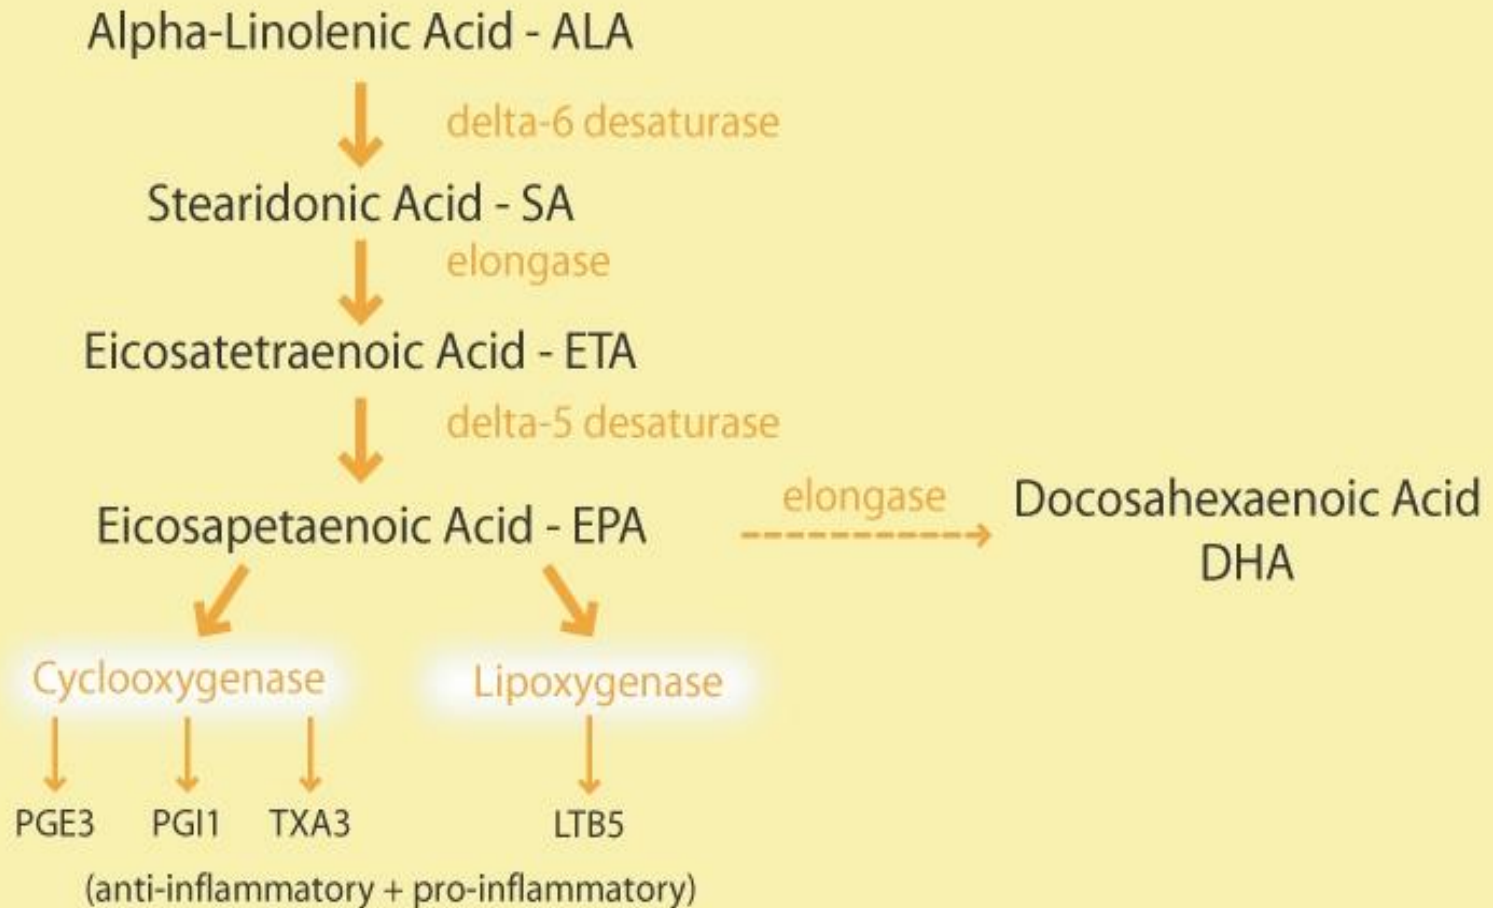 Alpha-Linolenic Acid - ALA
delta-6 desaturase
Stearidonic Acid - SA
elongase
Eicosatetraenoic Acid - ETA
delta-5 desaturase
Eicosapetaenoic Acid - EPA
elongase
Docosahexaenoic Acid
DHA
Cyclooxygenase
Lipoxygenase
PGE3 PGI1 TXA3 LTB5
(anti-inflammatory + pro-inflammatory)